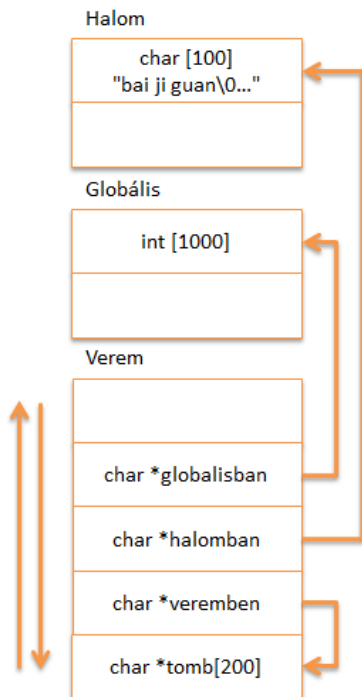 Halom
char [100]
"bai ji guan\0..."
Globális
int [1000]
Verem
char *globalisban
char *halomban
char *veremben
char *tomb[200]